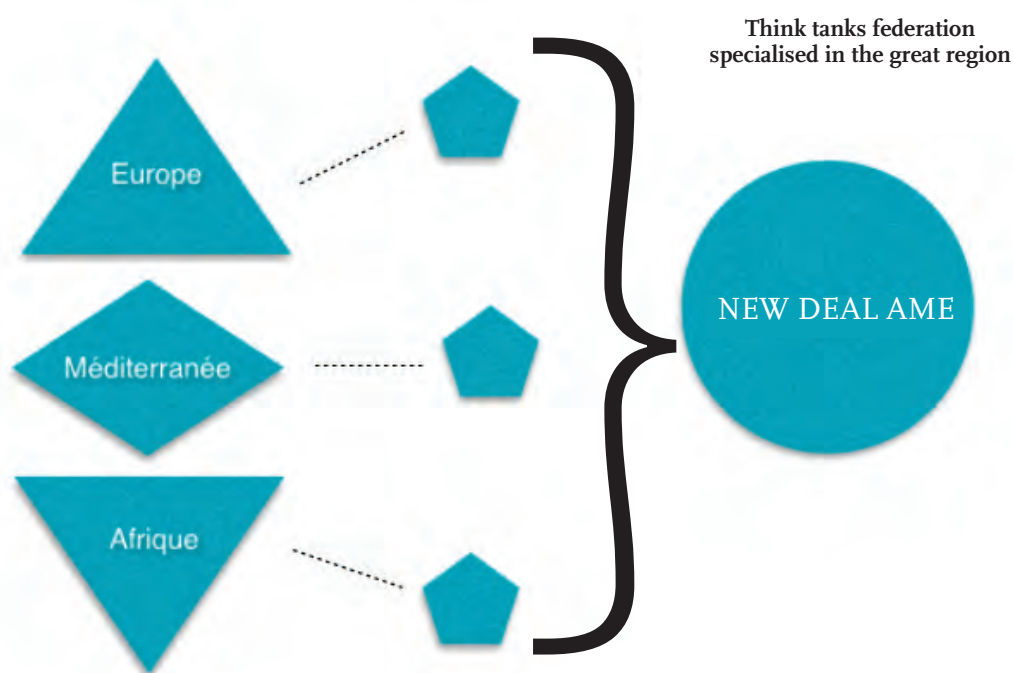 Think tanks federation
specialised in the great region
Europe
NEW DEAL AME
Méditerranée
Afrique